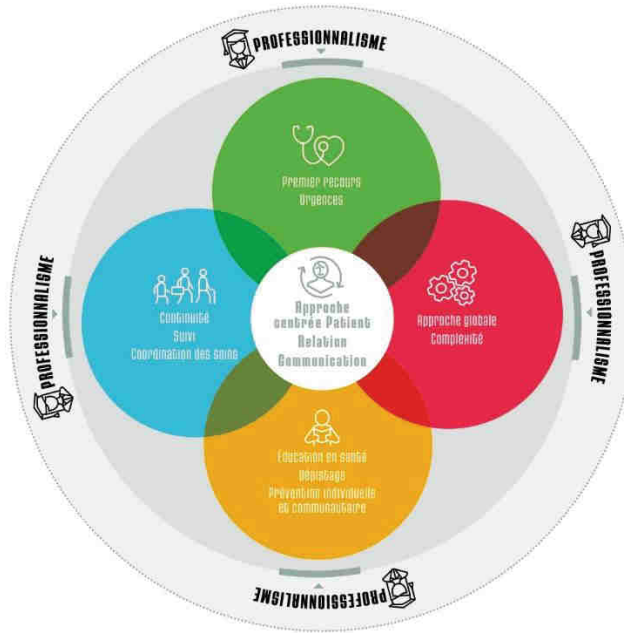 PROFESSIONNALISME
Premier recours
Urgences
PROFESSIONNALISME
Continuité
Suivi
Coordination des soins
Approche
centrée Patient
Relation
Communication
Approche globale
Complexité
PROFESSIONNALISME
Éducation en santé
Dépistage
Prévention individuelle
et communautaire
PROFESSIONNALISME